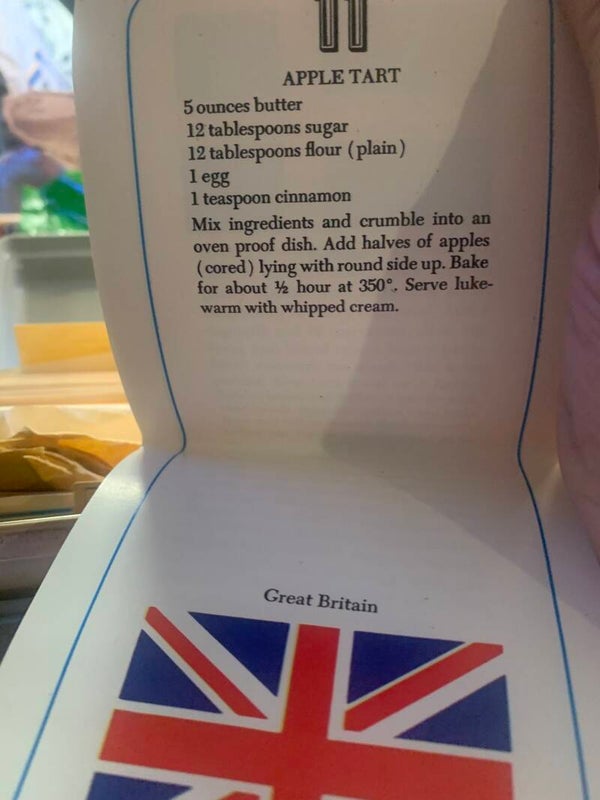 11
APPLE TART
5 ounces butter
12 tablespoons sugar
12 tablespoons flour (plain)
1 egg
1 teaspoon cinnamon
Mix ingredients and crumble into an
oven proof dish. Add halves of apples
(cored) lying with round side up. Bake
for about ½ hour at 350°. Serve luke-
warm with whipped cream.
Great Britain